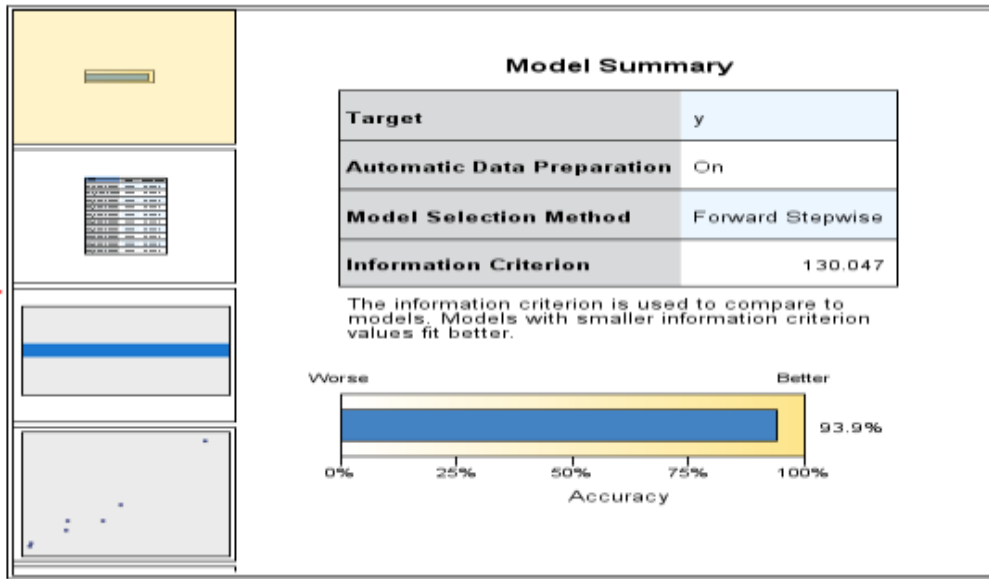 Model Summary
Target y
Automatic Data Preparation On
Model Selection Method Forward Stepwise
Information Criterion 130.047
The information criterion is used to compare to
models. Models with smaller information criterion
values fit better.
Worse Better
93.9%
0% 25% 50% 75% 100%
Accuracy